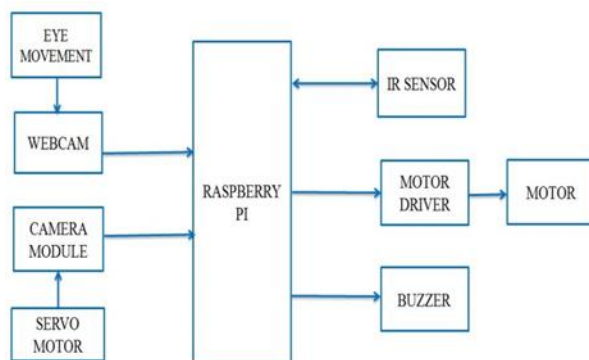 EYE
MOVEMENT
WEBCAM
CAMERA
MODULE
SERVO
MOTOR
RASPBERRY
PI
IR SENSOR
MOTOR
DRIVER
MOTOR
BUZZER